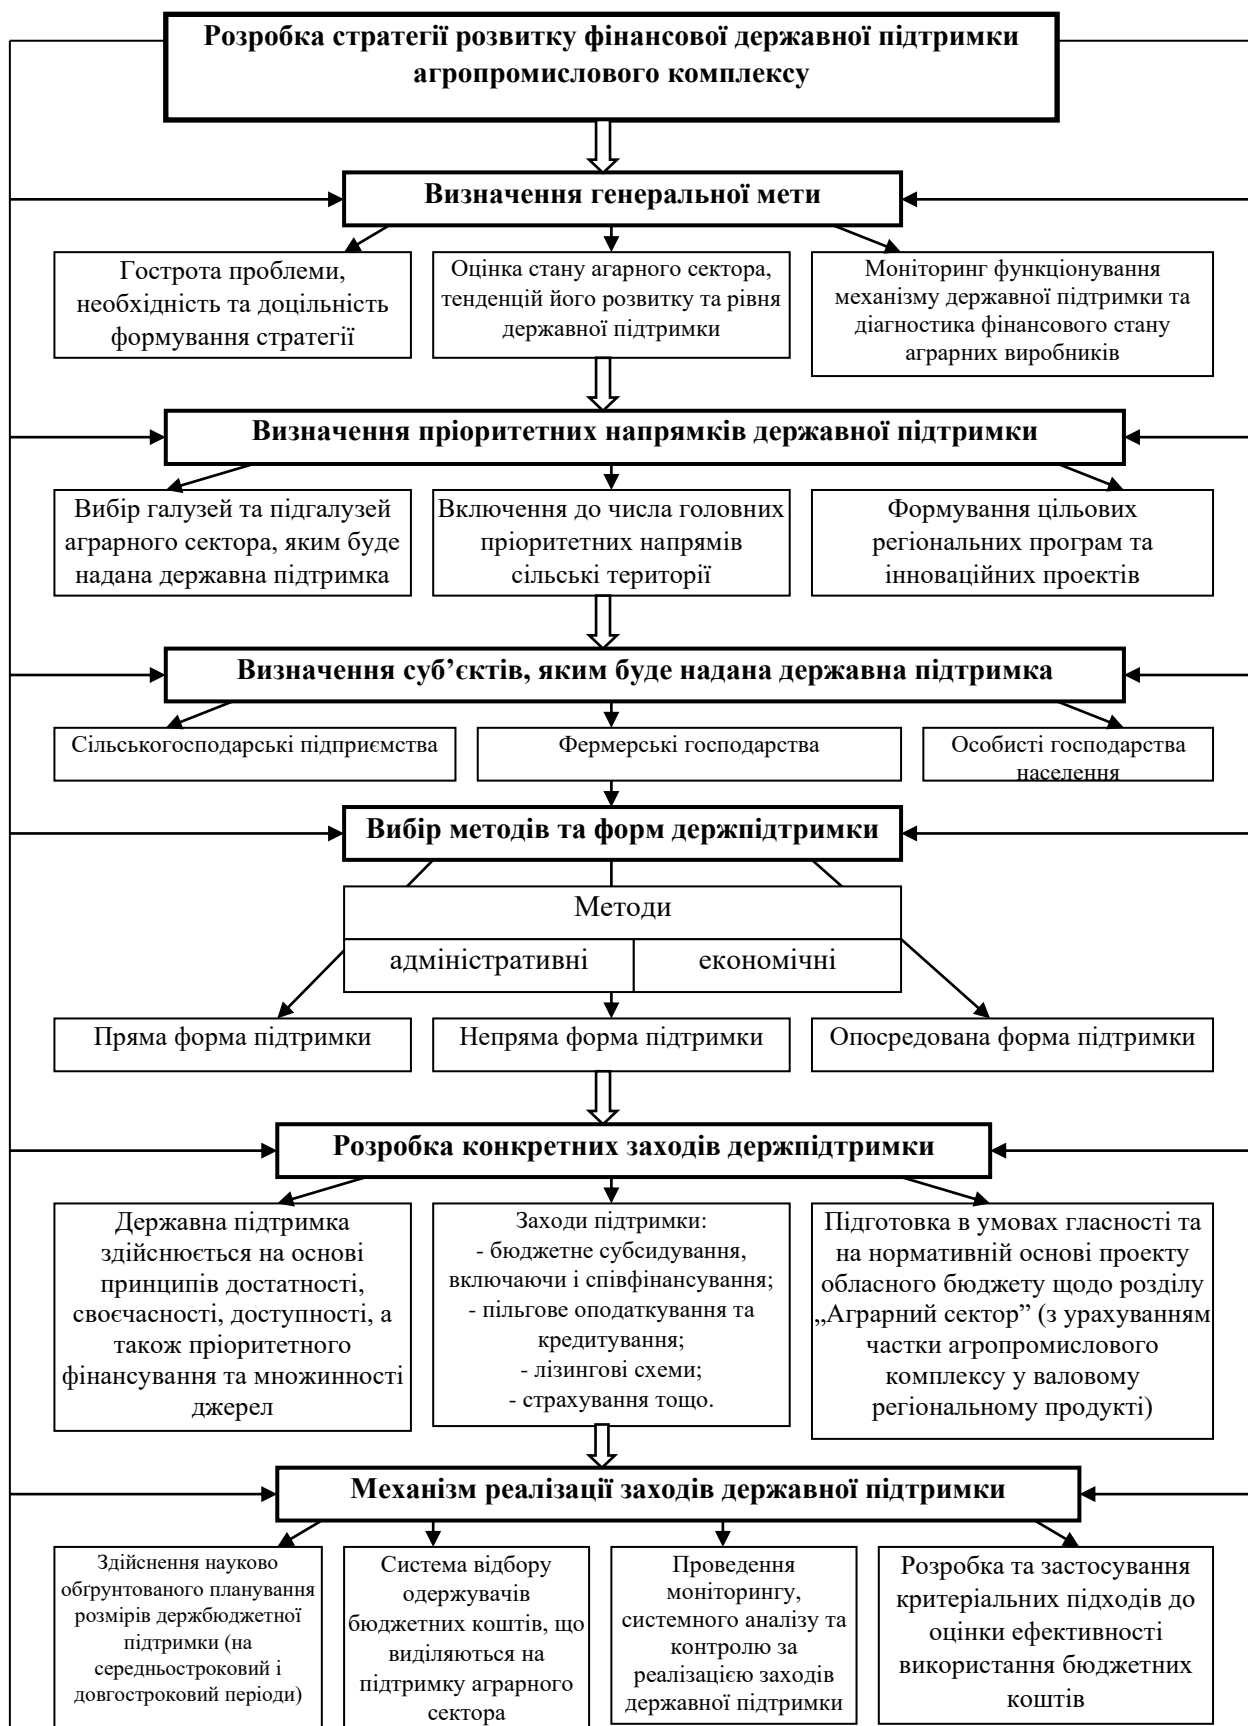 Розробка стратегії розвитку фінансової державної підтримки
агропромислового комплексу
Визначення генеральної мети
Гострота проблеми,
необхідність та доцільність
формування стратегії
Оцінка стану агарного сектора,
тенденцій його розвитку та рівня
державної підтримки
Моніторинг функціонування
механізму державної підтримки та
діагностика фінансового стану
аграрних виробників
Визначення пріоритетних напрямків державної підтримки
Вибір галузей та підгалузей
аграрного сектора, яким буде
надана державна підтримка
Включення до числа головних
пріоритетних напрямів
сільські території
Формування цільових
регіональних програм та
інноваційних проектів
Визначення суб’єктів, яким буде надана державна підтримка
Сільськогосподарські підприємства
Фермерські господарства
Особисті господарства
населення
Вибір методів та форм держпідтримки
Методи
адміністративні
економічні
Пряма форма підтримки
Непряма форма підтримки
Опосредована форма підтримки
Розробка конкретних заходів держпідтримки
Державна підтримка
здійснюється на основі
принципів достатності,
своєчасності, доступності, а
також пріоритетного
фінансування та множинності
джерел
Заходи підтримки:
- бюджетне субсидування,
включаючи і співфінансування;
- пільгове оподаткування та
кредитування;
- лізингові схеми;
- страхування тощо.
Підготовка в умовах гласності та
на нормативній основі проекту
обласного бюджету щодо розділу
„Аграрний сектор” (з урахуванням
частки агропромислового
комплексу у валовому
регіональному продукті)
Механізм реалізації заходів державної підтримки
Здійснення науково
обґрунтованого планування
розмірів держбюджетної
підтримки (на
середньостроковий і
довгостроковий періоди)
Система відбору
одержувачів
бюджетних коштів, що
виділяються на
підтримку аграрного
сектора
Проведення
моніторингу,
системного аналізу та
контролю за
реалізацією заходів
державної підтримки
Розробка та застосування
критеріальних підходів до
оцінки ефективності
використання бюджетних
коштів